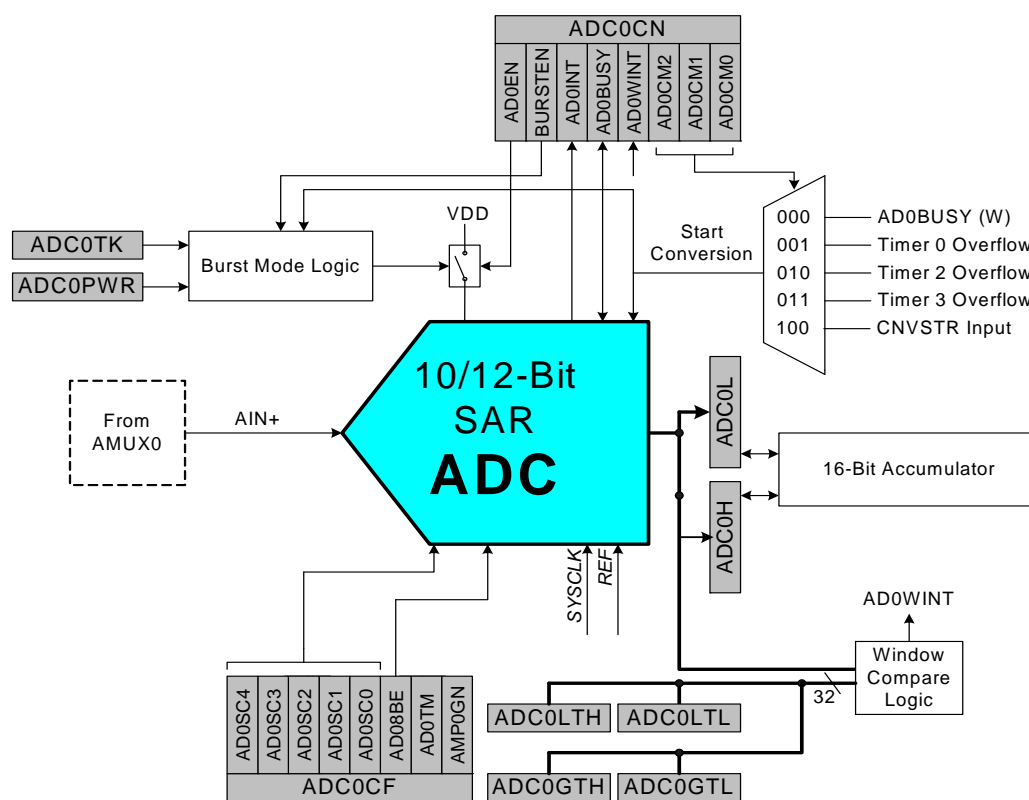 ADC0CN
AD0EN
BURSTEN
AD0INT
AD0BUSY
AD0WINT
AD0CM2
AD0CM1
AD0CM0
VDD
Start
Conversion
000
AD0BUSY (W)
001
Timer 0 Overflow
010
Timer 2 Overflow
011
Timer 3 Overflow
100
CNVSTR Input
ADC0TK
ADC0PWR
Burst Mode Logic
From
AMUX0
AIN+
10/12-Bit
SAR
ADC
ADC0L
ADC0H
16-Bit Accumulator
SYSCLK
REF
AD0WINT
Window
Compare
Logic
32
AD0SC4
AD0SC3
AD0SC2
AD0SC1
AD0SC0
AD08BE
AD0TM
AMP0GN
ADC0CF
ADC0LTH
ADC0LTL
ADC0GTH
ADC0GTL